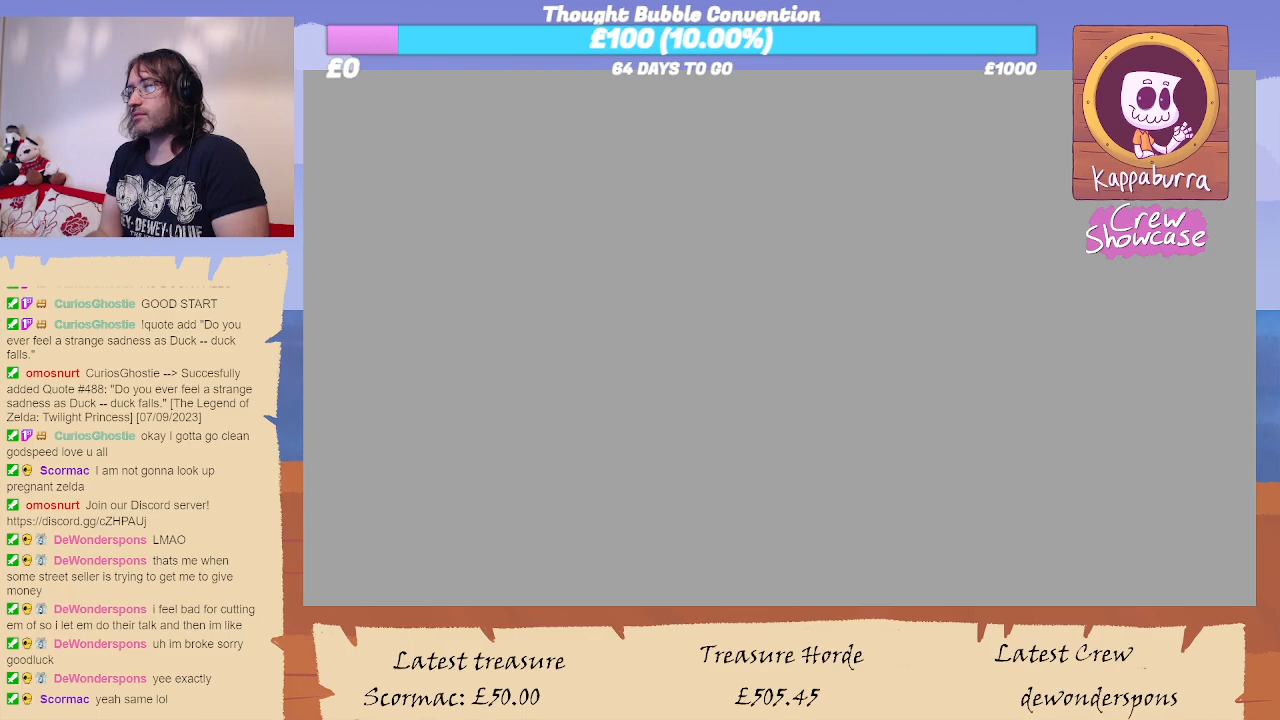 Thought Bubble Convention
£100 (10.00%)
£0
64 DAYS TO GO
£1000
Kappaburra
Crew
Showcase
CuriosGhostie GOOD START
CuriosGhostie !quote add "Do you
ever feel a strange sadness as Duck -- duck
falls."
omosnurt CuriosGhostie --> Succesfully
added Quote #488: "Do you ever feel a strange
sadness as Duck -- duck falls." [The Legend of
Zelda: Twilight Princess] [07/09/2023]
CuriosGhostie okay I gotta go clean
godspeed love u all
Scormac I am not gonna look up
pregnant zelda
omosnurt Join our Discord server!
https://discord.gg/cZHPAUj
DeWonderspons LMAO
DeWonderspons thats me when
some street seller is trying to get me to give
money
DeWonderspons i feel bad for cutting
em of so i let em do their talk and then im like
DeWonderspons uh im broke sorry
goodluck
DeWonderspons yee exactly
Scormac yeah same lol
Latest treasure
Scormac: £50.00
Treasure Horde
£505.45
Latest Crew
dewonderspons